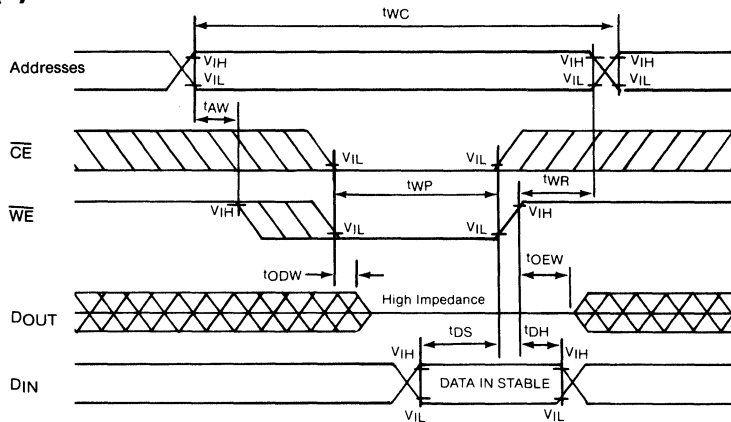 tWC
Addresses
VIH
VIL
VIH
VIL
VIH
VIL
tAW
CE
VIL
VIL
tWP
tWR
WE
VIH
VIL
VIL
VIH
tODW
tOEW
DOUT
High Impedance
tDS
tDH
DIN
VIH
VIL
DATA IN STABLE
VIH
VIL